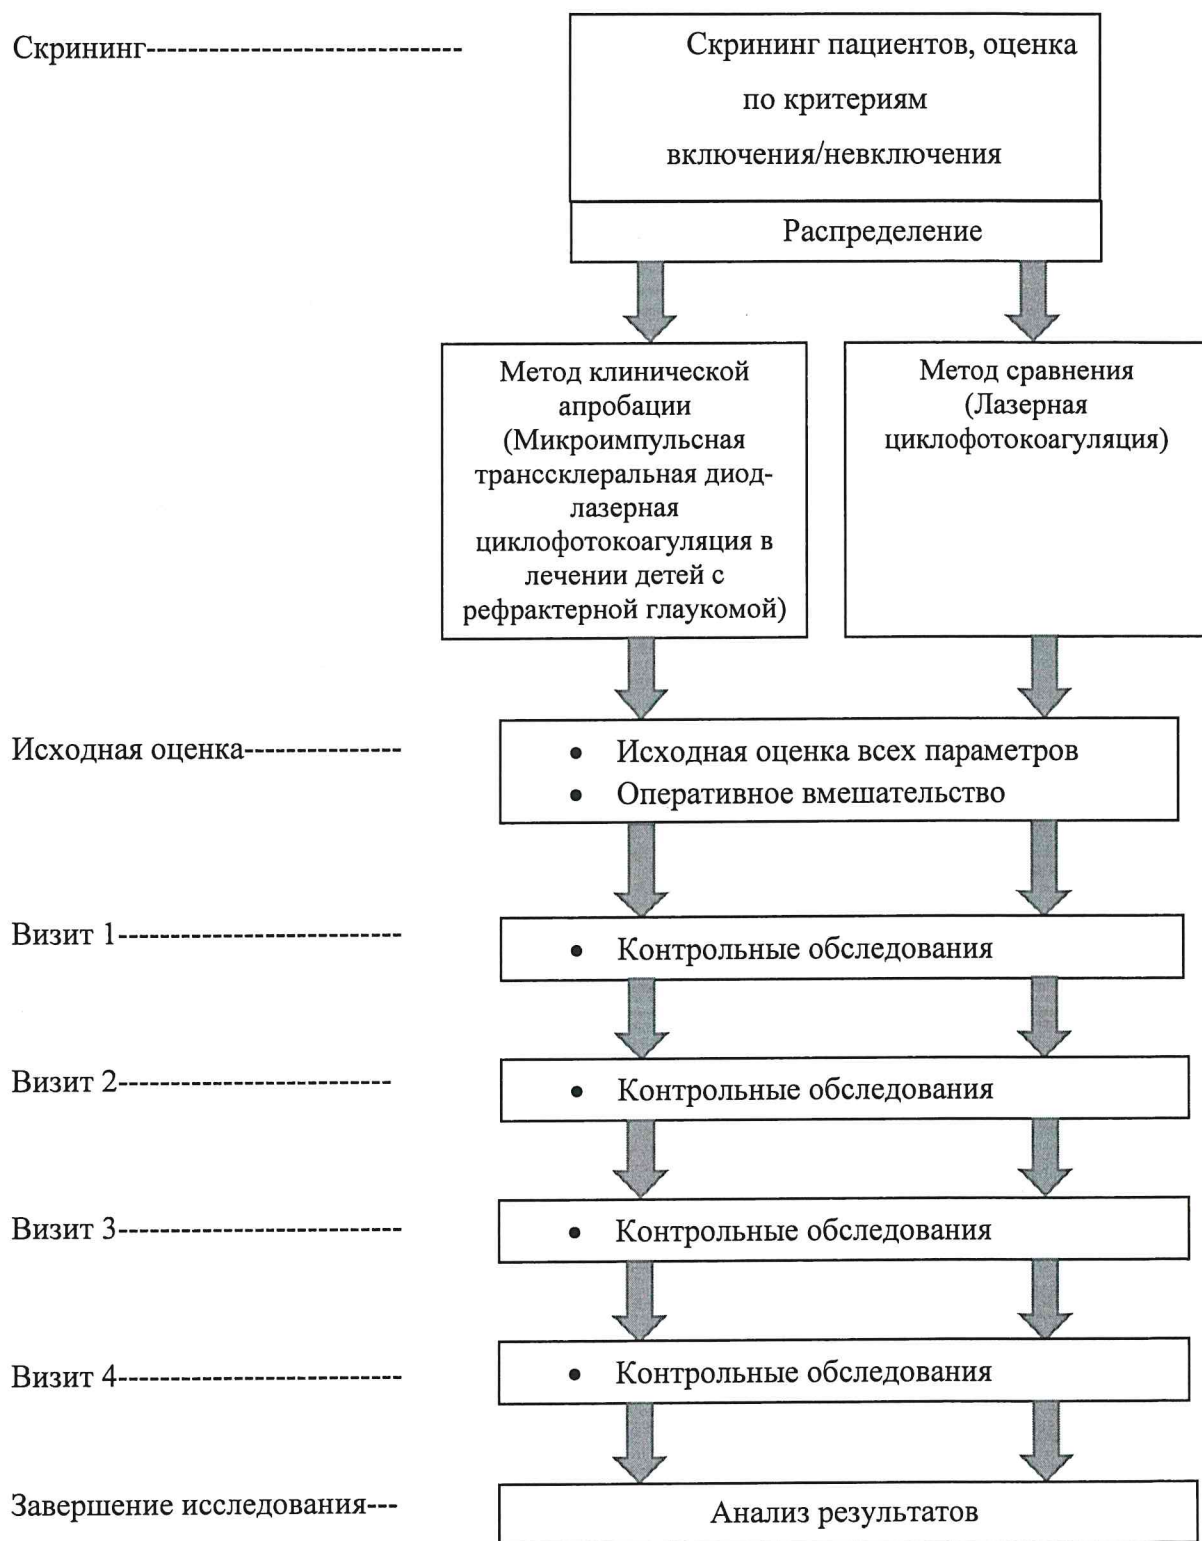 Скрининг------------------------------
Скрининг пациентов, оценка
по критериям
включения/невключения
Распределение
Метод клинической
апробации
(Микроимпульсная
транссклеральная диод-
лазерная
циклофотокоагуляция в
лечении детей с
рефрактерной глаукомой)
Метод сравнения
(Лазерная
циклофотокоагуляция)
Исходная оценка---------------
• Исходная оценка всех параметров
• Оперативное вмешательство
Визит 1---------------------------
• Контрольные обследования
Визит 2--------------------------
• Контрольные обследования
Визит 3---------------------------
• Контрольные обследования
Визит 4---------------------------
• Контрольные обследования
Завершение исследования---
Анализ результатов